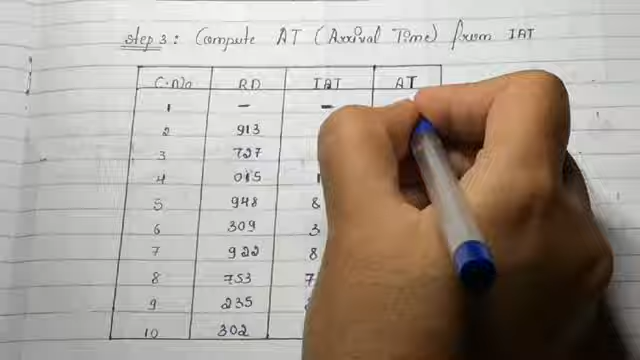 Step 3: Compute AT (Arrival Time) from IAT
C.No RD IAT AT
1 - -
2 913
3 727
4 015 1
5 948 8
6 309 3
7 922 8
8 753 7
9 235
10 302